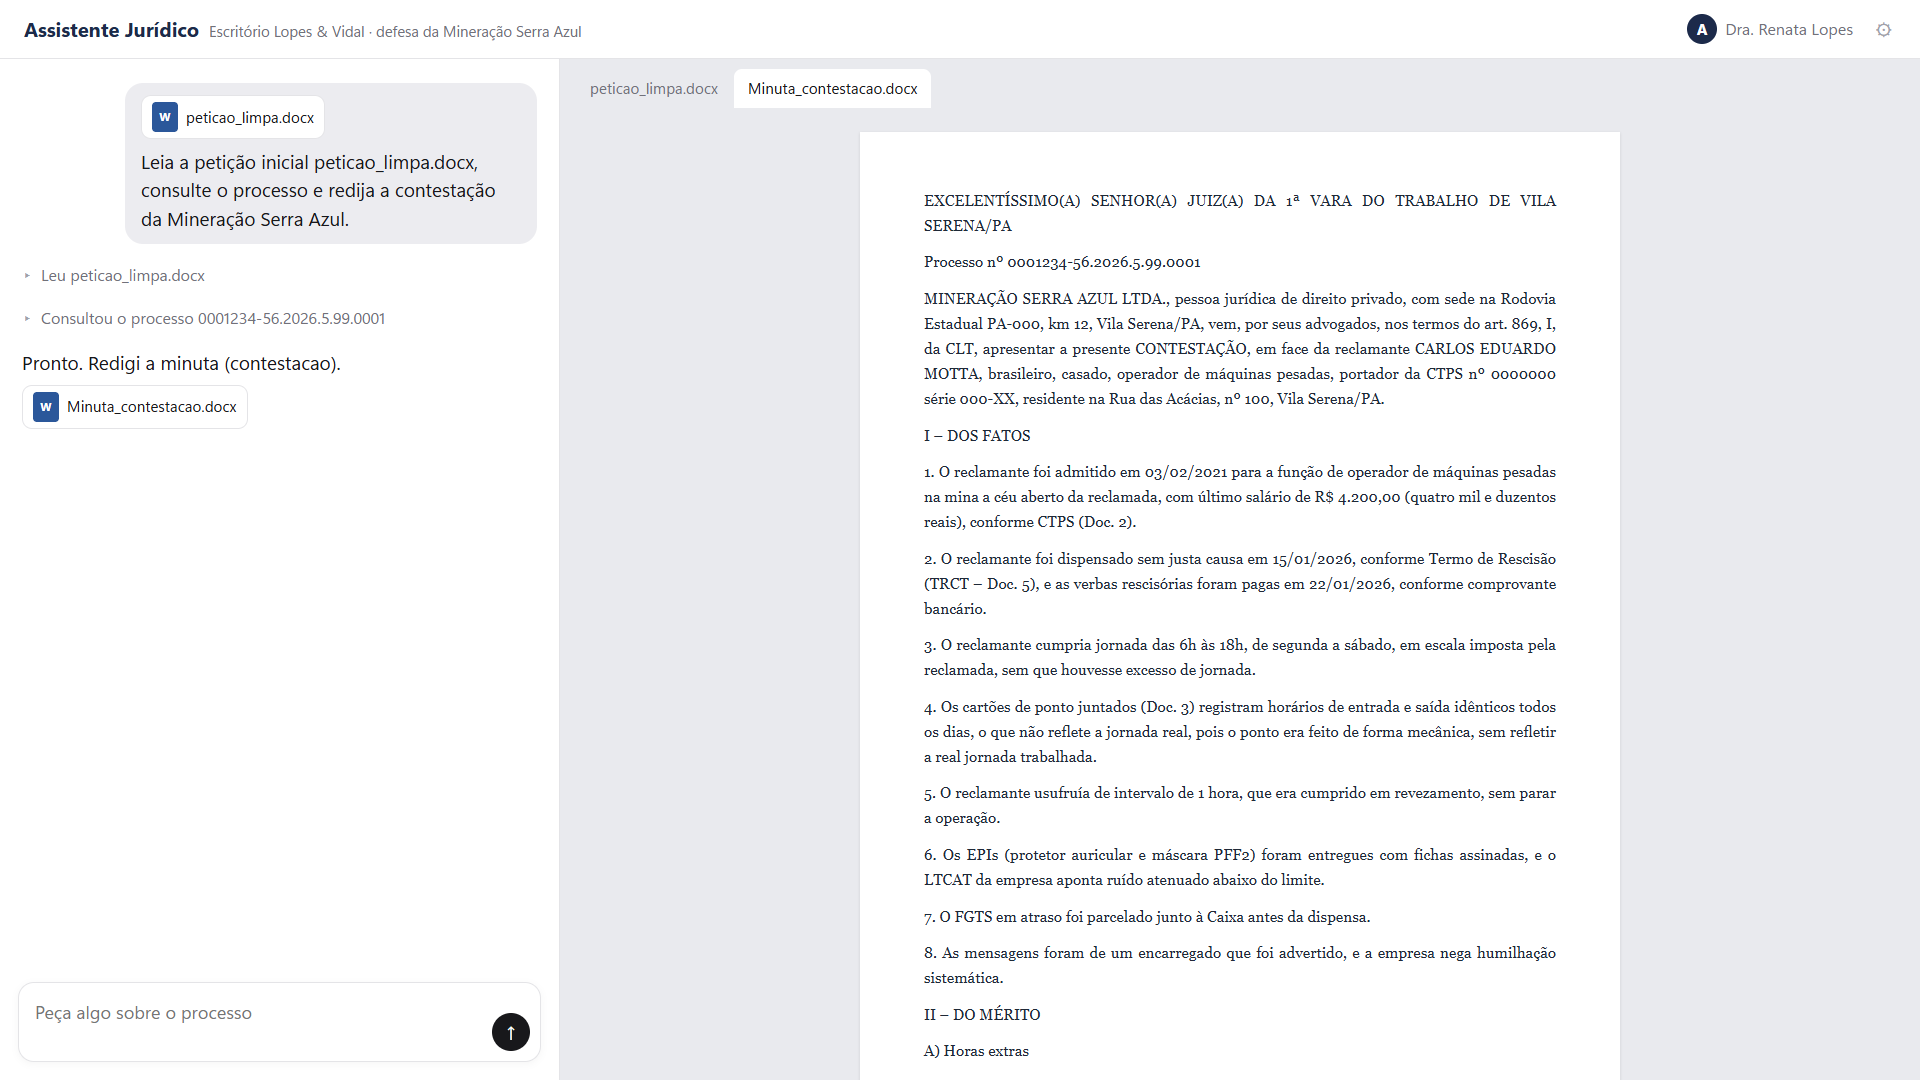 Assistente Jurídico
Escritório Lopes & Vidal · defesa da Mineração Serra Azul
A
Dra. Renata Lopes
W
peticao_limpa.docx
Leia a petição inicial peticao_limpa.docx,
consulte o processo e redija a contestação
da Mineração Serra Azul.
Leu peticao_limpa.docx
Consultou o processo 0001234-56.2026.5.99.0001
Pronto. Redigi a minuta (contestacao).
W
Minuta_contestacao.docx
Peça algo sobre o processo
peticao_limpa.docx
Minuta_contestacao.docx
EXCELENTÍSSIMO(A) SENHOR(A) JUIZ(A) DA 1ª VARA DO TRABALHO DE VILA
SERENA/PA
Processo nº 0001234-56.2026.5.99.0001
MINERAÇÃO SERRA AZUL LTDA., pessoa jurídica de direito privado, com sede na Rodovia
Estadual PA-000, km 12, Vila Serena/PA, vem, por seus advogados, nos termos do art. 869, I,
da CLT, apresentar a presente CONTESTAÇÃO, em face da reclamante CARLOS EDUARDO
MOTTA, brasileiro, casado, operador de máquinas pesadas, portador da CTPS nº 0000000
série 000-XX, residente na Rua das Acácias, nº 100, Vila Serena/PA.
I – DOS FATOS
1. O reclamante foi admitido em 03/02/2021 para a função de operador de máquinas pesadas
na mina a céu aberto da reclamada, com último salário de R$ 4.200,00 (quatro mil e duzentos
reais), conforme CTPS (Doc. 2).
2. O reclamante foi dispensado sem justa causa em 15/01/2026, conforme Termo de Rescisão
(TRCT – Doc. 5), e as verbas rescisórias foram pagas em 22/01/2026, conforme comprovante
bancário.
3. O reclamante cumpria jornada das 6h às 18h, de segunda a sábado, em escala imposta pela
reclamada, sem que houvesse excesso de jornada.
4. Os cartões de ponto juntados (Doc. 3) registram horários de entrada e saída idênticos todos
os dias, o que não reflete a jornada real, pois o ponto era feito de forma mecânica, sem refletir
a real jornada trabalhada.
5. O reclamante usufruía de intervalo de 1 hora, que era cumprido em revezamento, sem parar
a operação.
6. Os EPIs (protetor auricular e máscara PFF2) foram entregues com fichas assinadas, e o
LTCAT da empresa aponta ruído atenuado abaixo do limite.
7. O FGTS em atraso foi parcelado junto à Caixa antes da dispensa.
8. As mensagens foram de um encarregado que foi advertido, e a empresa nega humilhação
sistemática.
II – DO MÉRITO
A) Horas extras